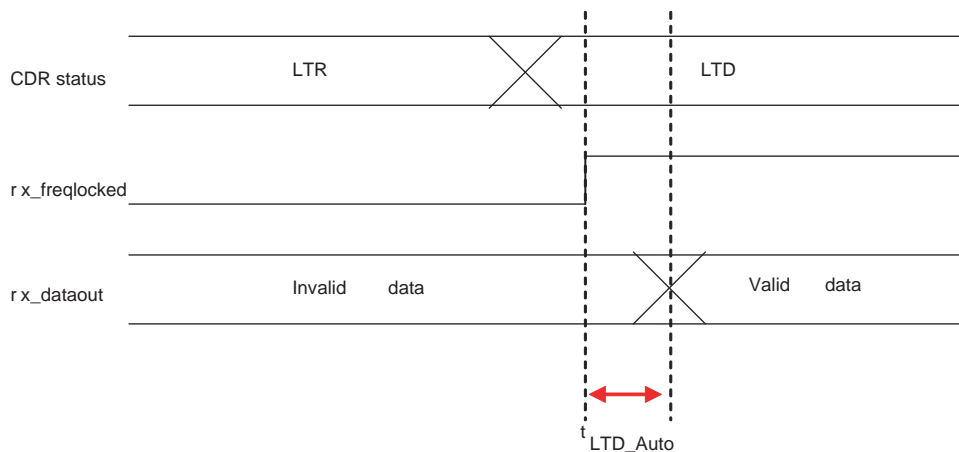 CDR status
LTR
LTD
r x_freqlocked
r x_dataout
Invalid data
Valid data
t LTD_Auto